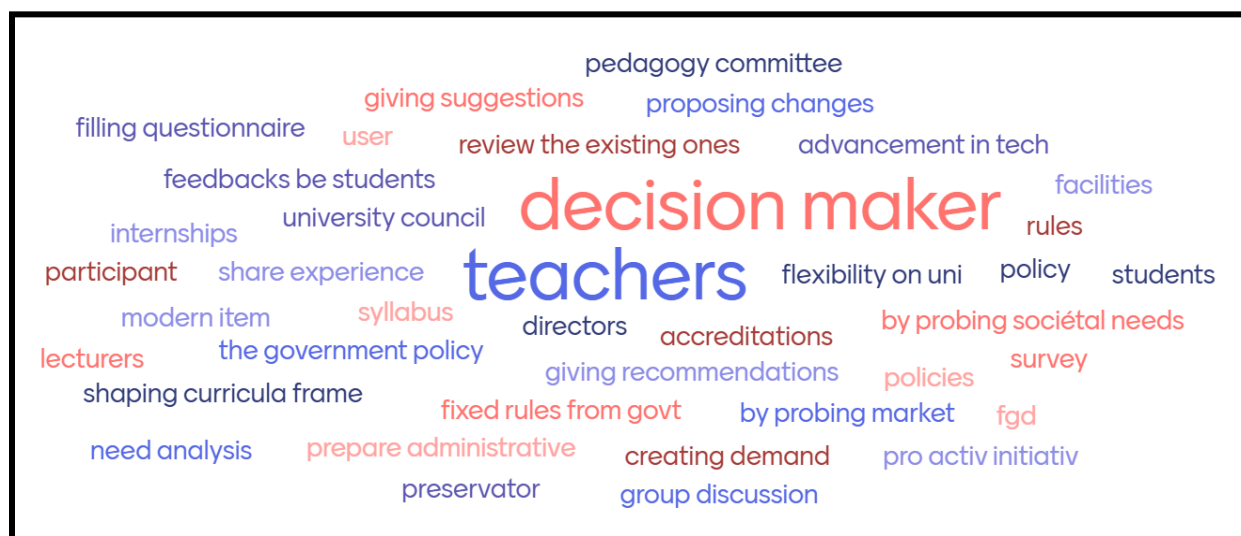 pedagogy committee
giving suggestions
proposing changes
filling questionnaire
user
review the existing ones
advancement in tech
feedbacks be students
decision maker
facilities
university council
internships
rules
participant
share experience
teachers
flexibility on uni
policy
students
modern item
syllabus
directors
accreditations
by probing sociétal needs
lecturers
the government policy
survey
giving recommendations
policies
shaping curricula frame
fixed rules from govt
by probing market
fgd
need analysis
prepare administrative
creating demand
pro activ initiativ
preservator
group discussion